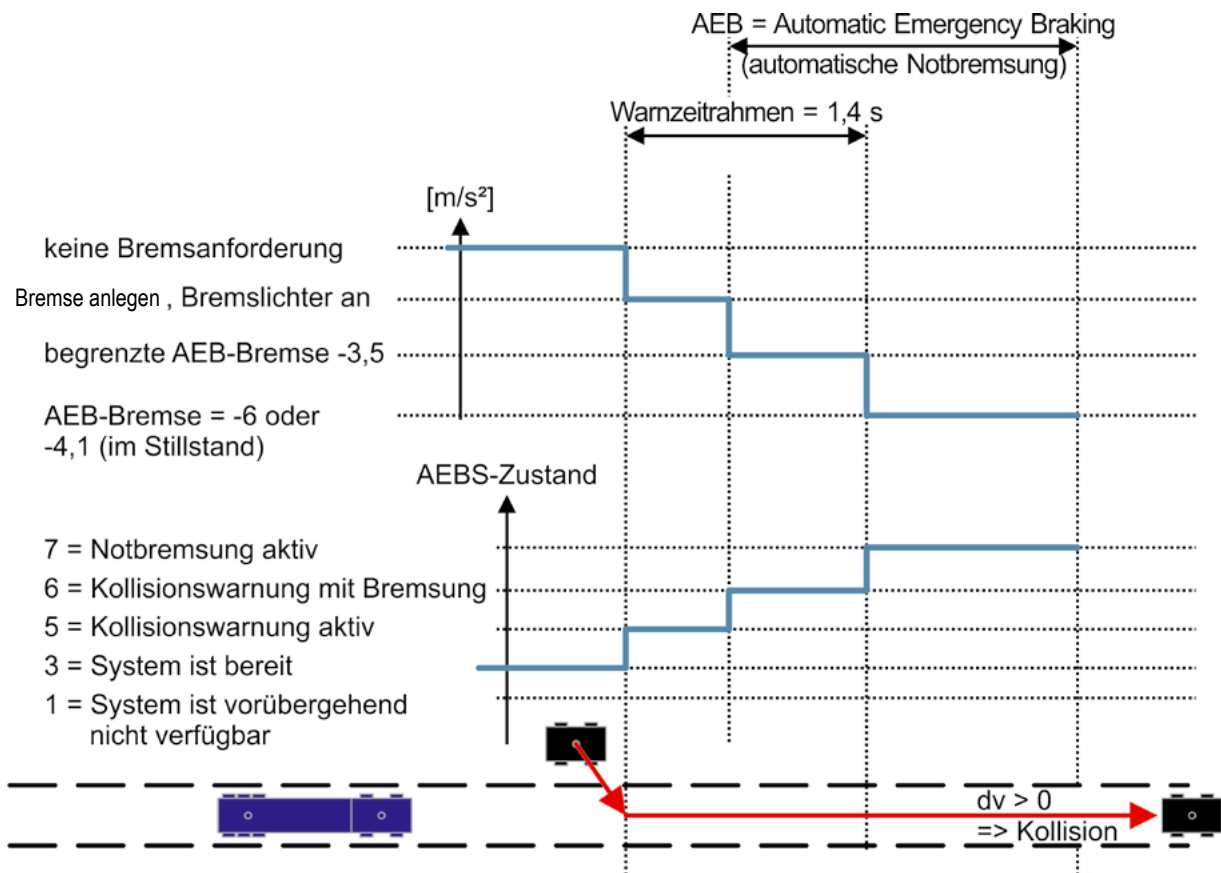 AEB = Automatic Emergency Braking
(automatische Notbremsung)
Warnzeitrahmen = 1,4 s
[m/s²]
keine Bremsanforderung
Bremse anlegen , Bremslichter an
begrenzte AEB-Bremse -3,5
AEB-Bremse = -6 oder
-4,1 (im Stillstand)
AEBS-Zustand
7 = Notbremsung aktiv
6 = Kollisionswarnung mit Bremsung
5 = Kollisionswarnung aktiv
3 = System ist bereit
1 = System ist vorübergehend
nicht verfügbar
dv > 0
=> Kollision